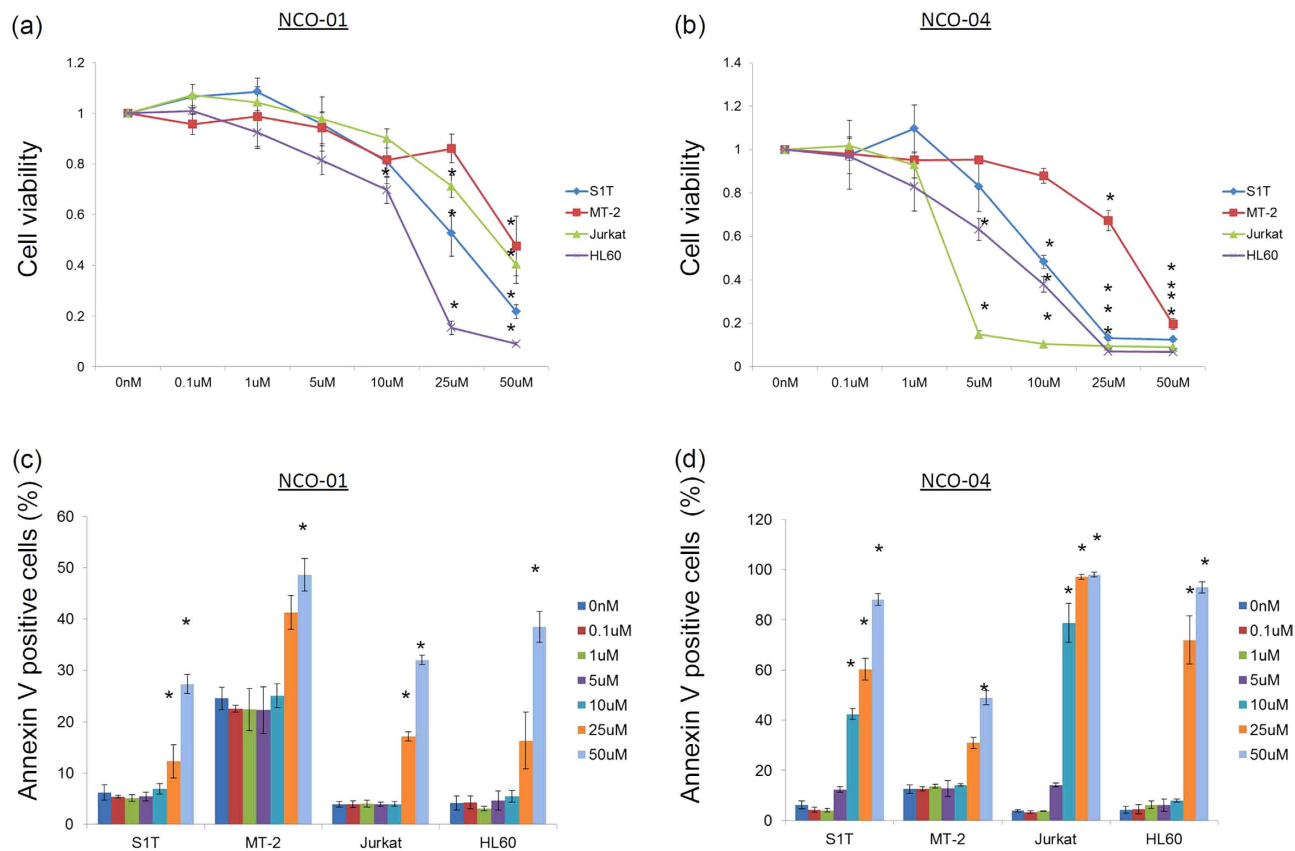 (a)
NCO-01
Cell viability
1.2
1
0.8
0.6
0.4
0.2
0
0nM 0.1uM 1uM 5uM 10uM 25uM 50uM
* * * * * * * *
S1T
MT-2
Jurkat
HL60
(b)
NCO-04
Cell viability
1.4
1.2
1.0
0.8
0.6
0.4
0.2
0
0nM 0.1uM 1uM 5uM 10uM 25uM 50uM
* * * * * * * * * * * * *
S1T
MT-2
Jurkat
HL60
(c)
NCO-01
Annexin V positive cells (%)
60
50
40
30
20
10
0
S1T MT-2 Jurkat HL60
* * * * * *
0nM
0.1uM
1uM
5uM
10uM
25uM
50uM
(d)
NCO-04
Annexin V positive cells (%)
120
100
80
60
40
20
0
S1T MT-2 Jurkat HL60
* * * * * * * * *
0nM
0.1uM
1uM
5uM
10uM
25uM
50uM